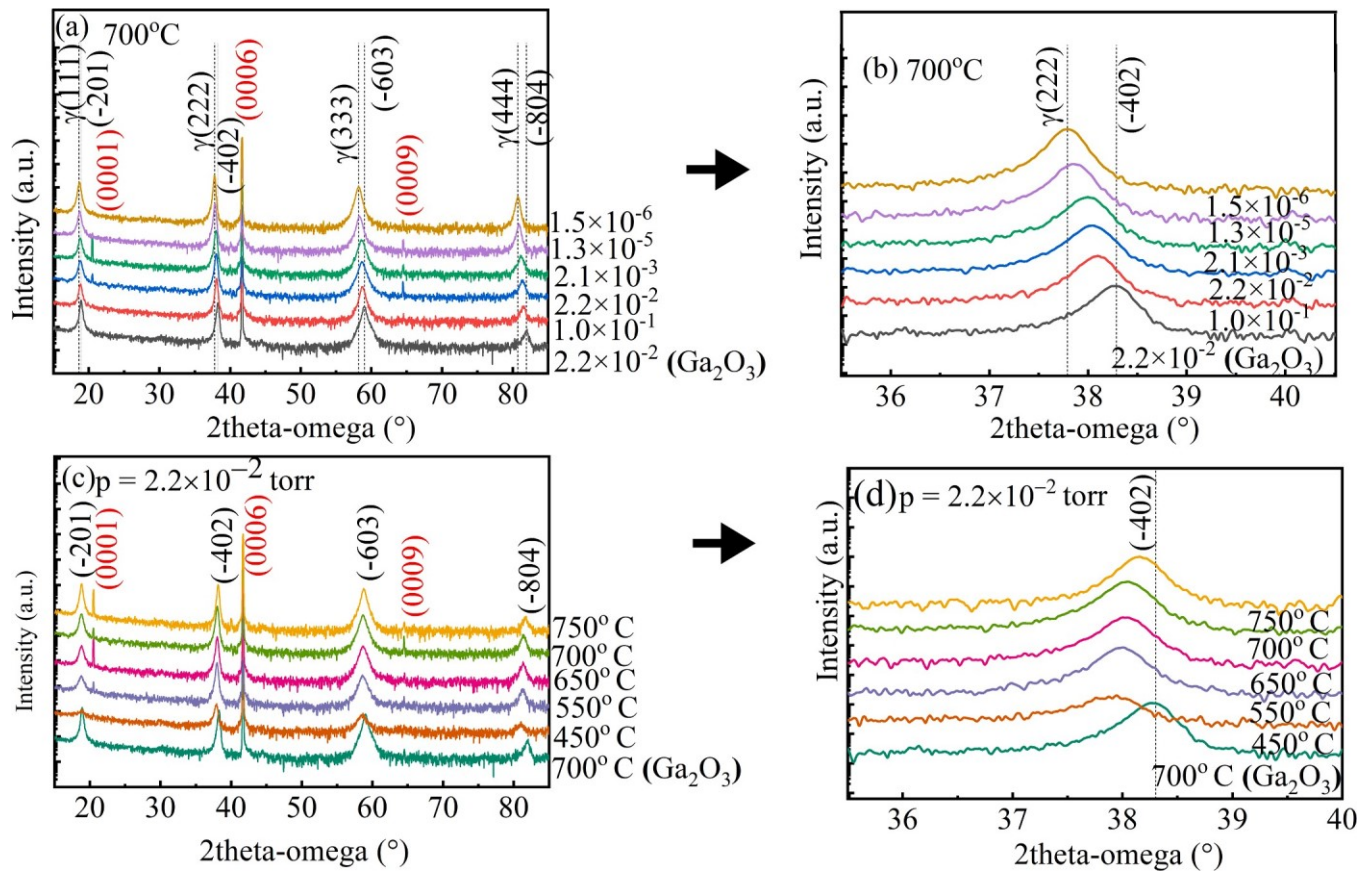 (a) 700°C
γ(111)
(-201)
(0001)
γ(222)
(-402)
(0006)
γ(333)
(-603)
(0009)
γ(444)
(-804)
Intensity (a.u.)
1.5×10⁻⁶
1.3×10⁻⁵
2.1×10⁻³
2.2×10⁻²
1.0×10⁻¹
2.2×10⁻² (Ga₂O₃)
20 30 40 50 60 70 80
2theta-omega (°)
(b) 700°C
γ(222)
(-402)
Intensity (a.u.)
1.5×10⁻⁶
1.3×10⁻⁵
2.1×10⁻³
2.2×10⁻²
1.0×10⁻¹
2.2×10⁻² (Ga₂O₃)
36 37 38 39 40
2theta-omega (°)
(c) p = 2.2×10⁻² torr
(-201)
(0001)
(-402)
(0006)
(-603)
(0009)
(-804)
Intensity (a.u.)
750° C
700° C
650° C
550° C
450° C
700° C (Ga₂O₃)
20 30 40 50 60 70 80
2theta-omega (°)
(d) p = 2.2×10⁻² torr
(-402)
Intensity (a.u.)
750° C
700° C
650° C
550° C
450° C
700° C (Ga₂O₃)
36 37 38 39 40
2theta-omega (°)